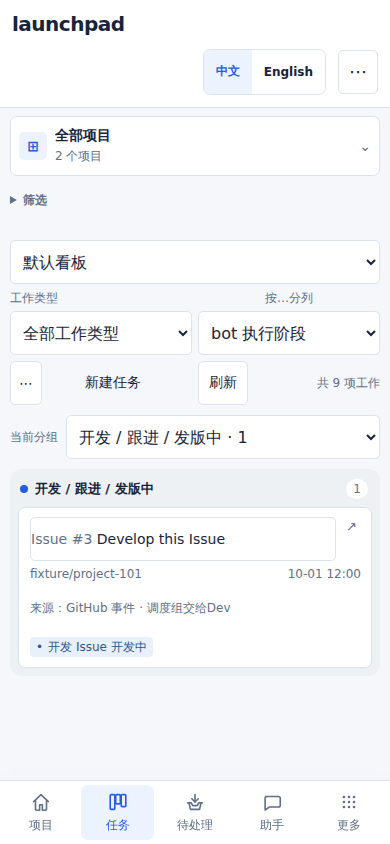 launchpad
中文 English ···
全部项目
2 个项目
筛选
默认看板
工作类型 按…分列
全部工作类型 bot 执行阶段
... 新建任务 刷新 共 9 项工作
当前分组 开发 / 跟进 / 发版中 · 1
开发 / 跟进 / 发版中 1
Issue #3 Develop this Issue ↗
fixture/project-101 10-01 12:00
来源：GitHub 事件 · 调度组交给Dev
• 开发 Issue 开发中
项目 任务 待处理 助手 更多